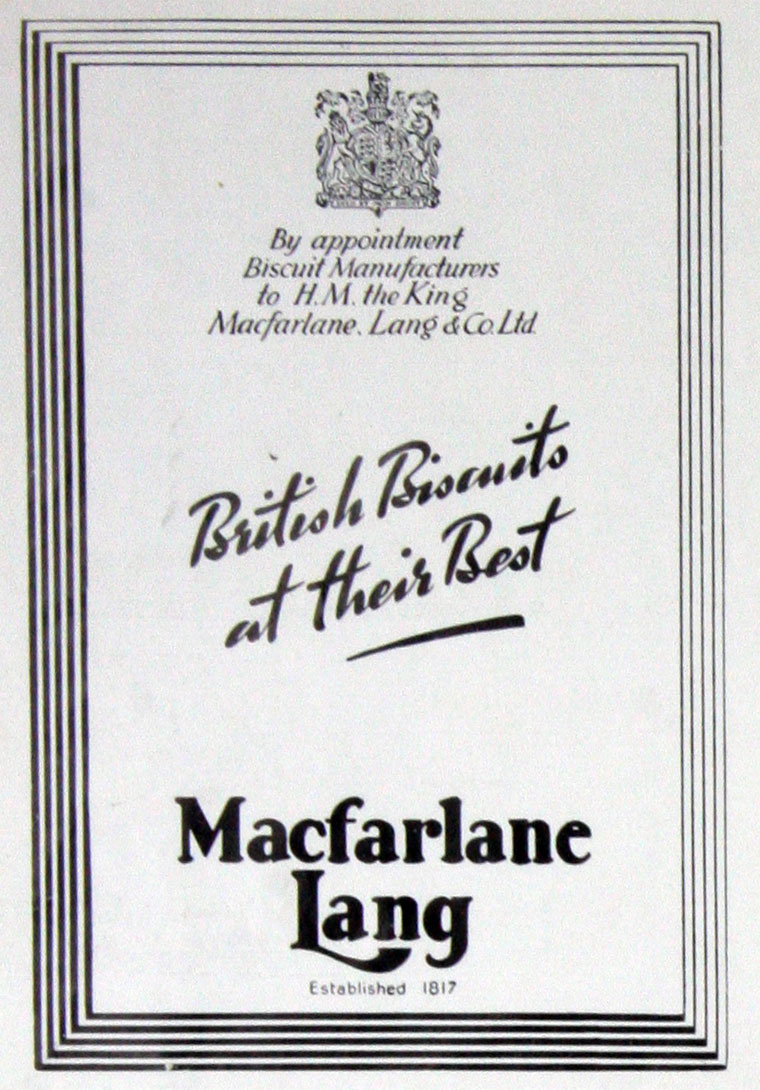 By appointment
Biscuit Manufacturers
to H.M. the King
Macfarlane, Lang & Co. Ltd.
British Biscuits
at their Best
Macfarlane
Lang
Established 1817